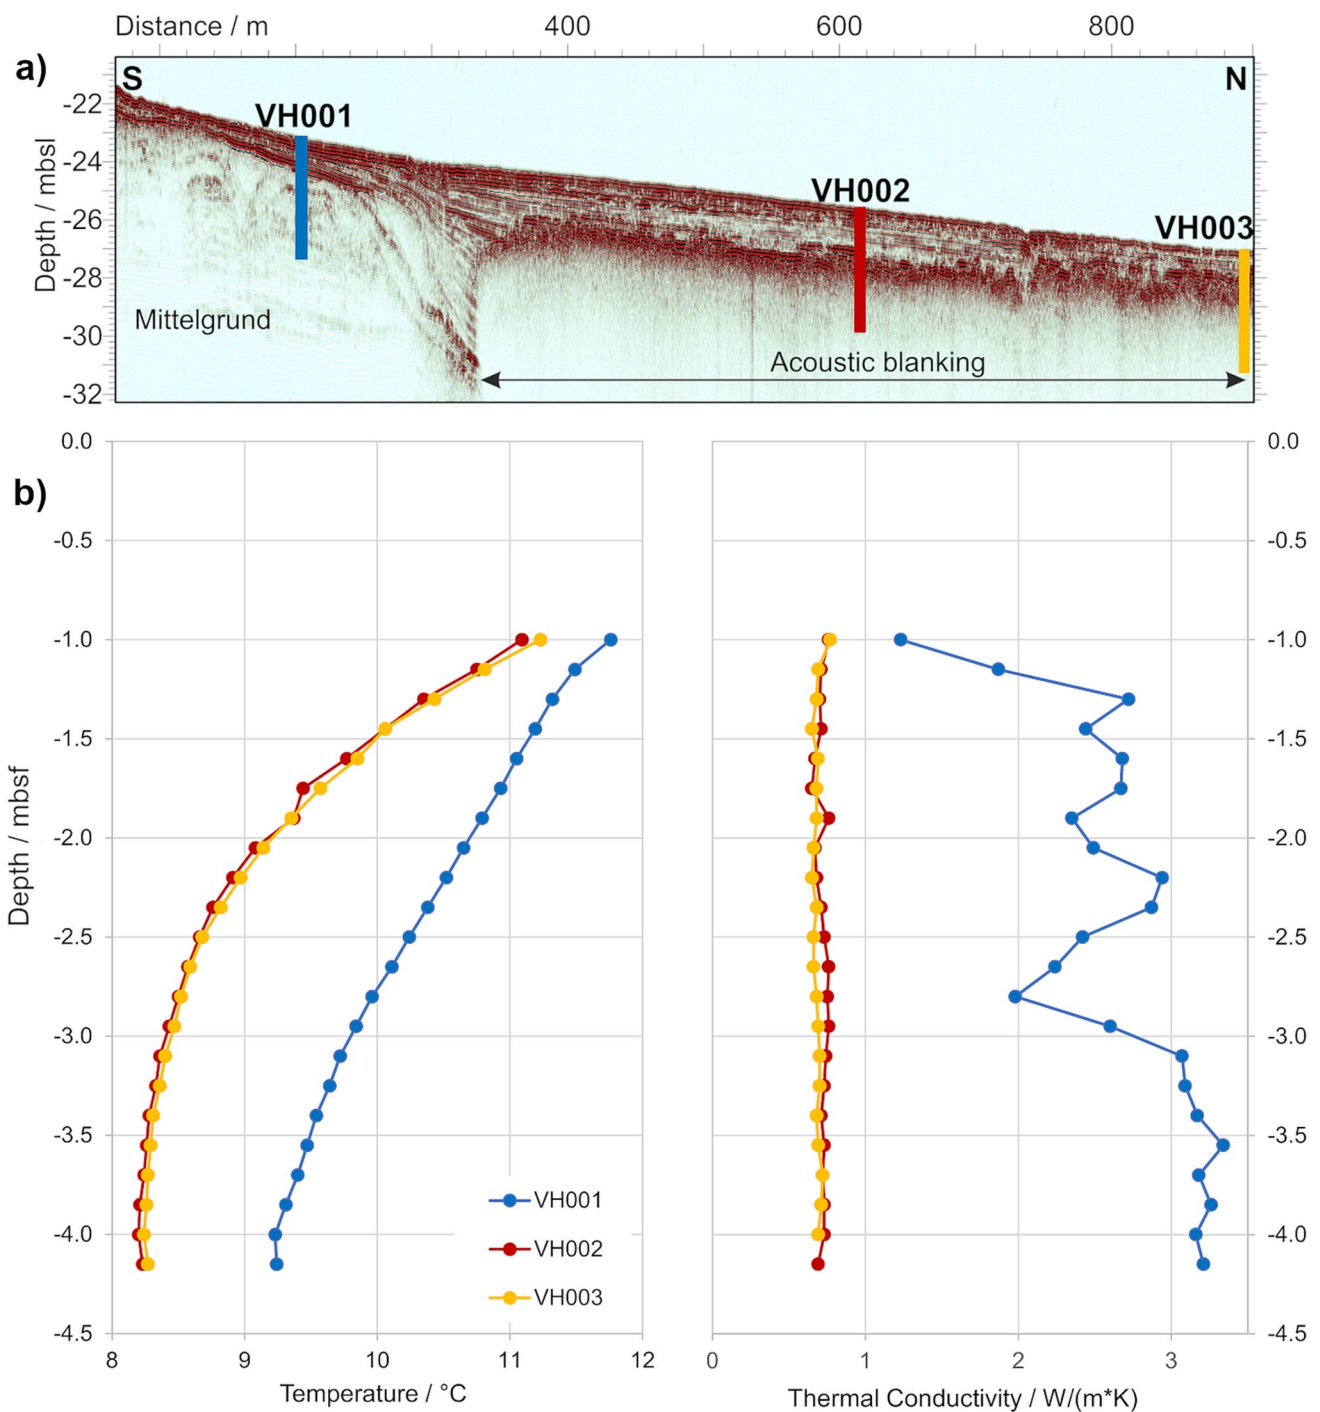 Distance / m 400 600 800
a)
S N
VH001
VH002
VH003
Depth / mbsl
-22
-24
-26
-28
-30
-32
Mittelgrund
Acoustic blanking
b)
Depth / mbsf
0.0
-0.5
-1.0
-1.5
-2.0
-2.5
-3.0
-3.5
-4.0
-4.5
8 9 10 11 12
Temperature / °C
VH001
VH002
VH003
0.0
-0.5
-1.0
-1.5
-2.0
-2.5
-3.0
-3.5
-4.0
-4.5
0 1 2 3
Thermal Conductivity / W/(m*K)